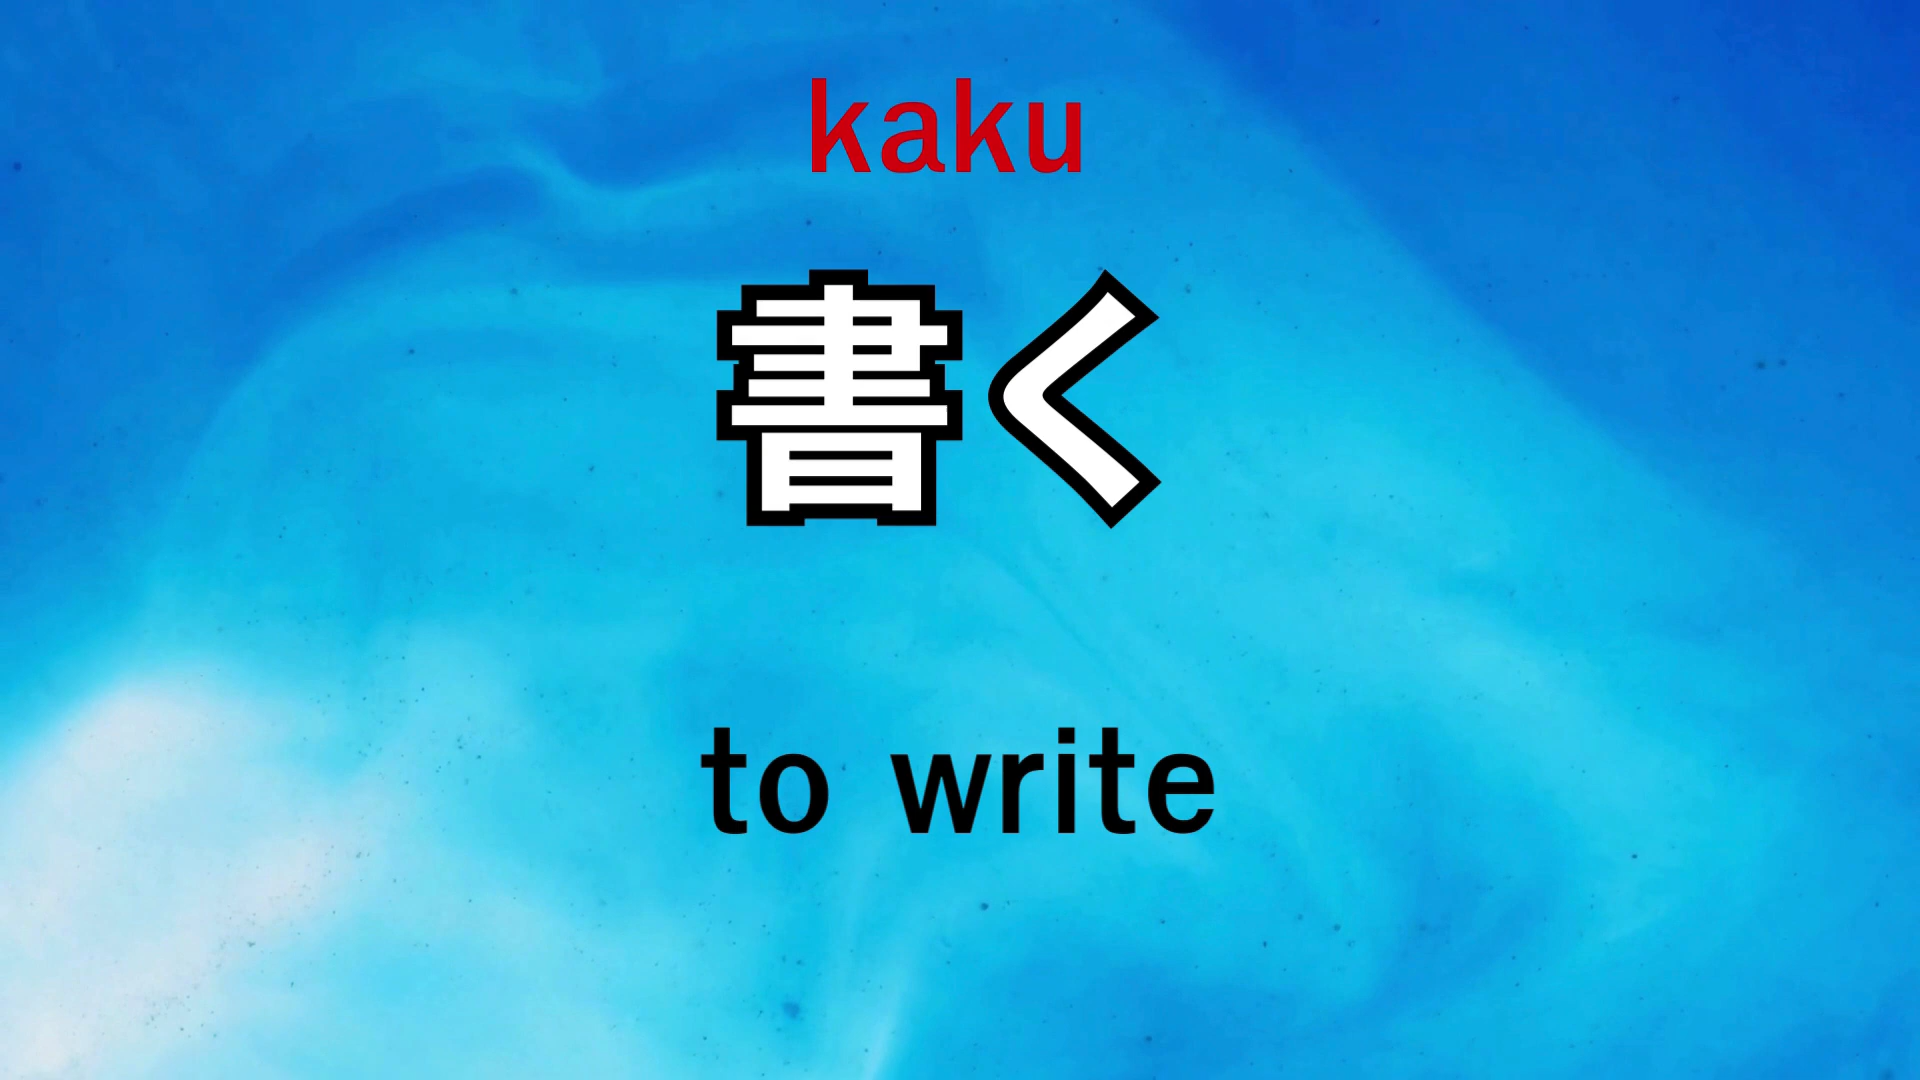 kaku
書く
to write